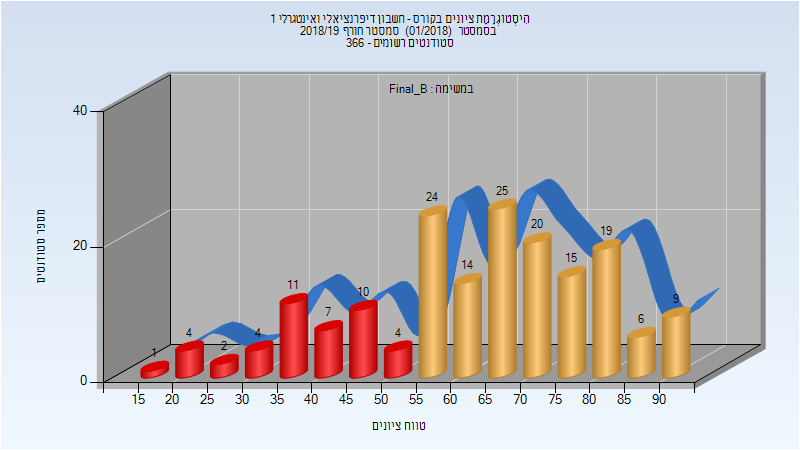 היסטוגרמת ציונים בקורס - חשבון דיפרנציאלי ואינטגרלי 1
בסמסטר (01/2018) סמסטר חורף 2018/19
סטודנטים רשומים - 366
במשימה : Final_B
מספר סטודנטים
40
20
0
1
4
2
4
11
7
10
4
24
14
25
20
15
19
6
9
15 20 25 30 35 40 45 50 55 60 65 70 75 80 85 90
טווח ציונים